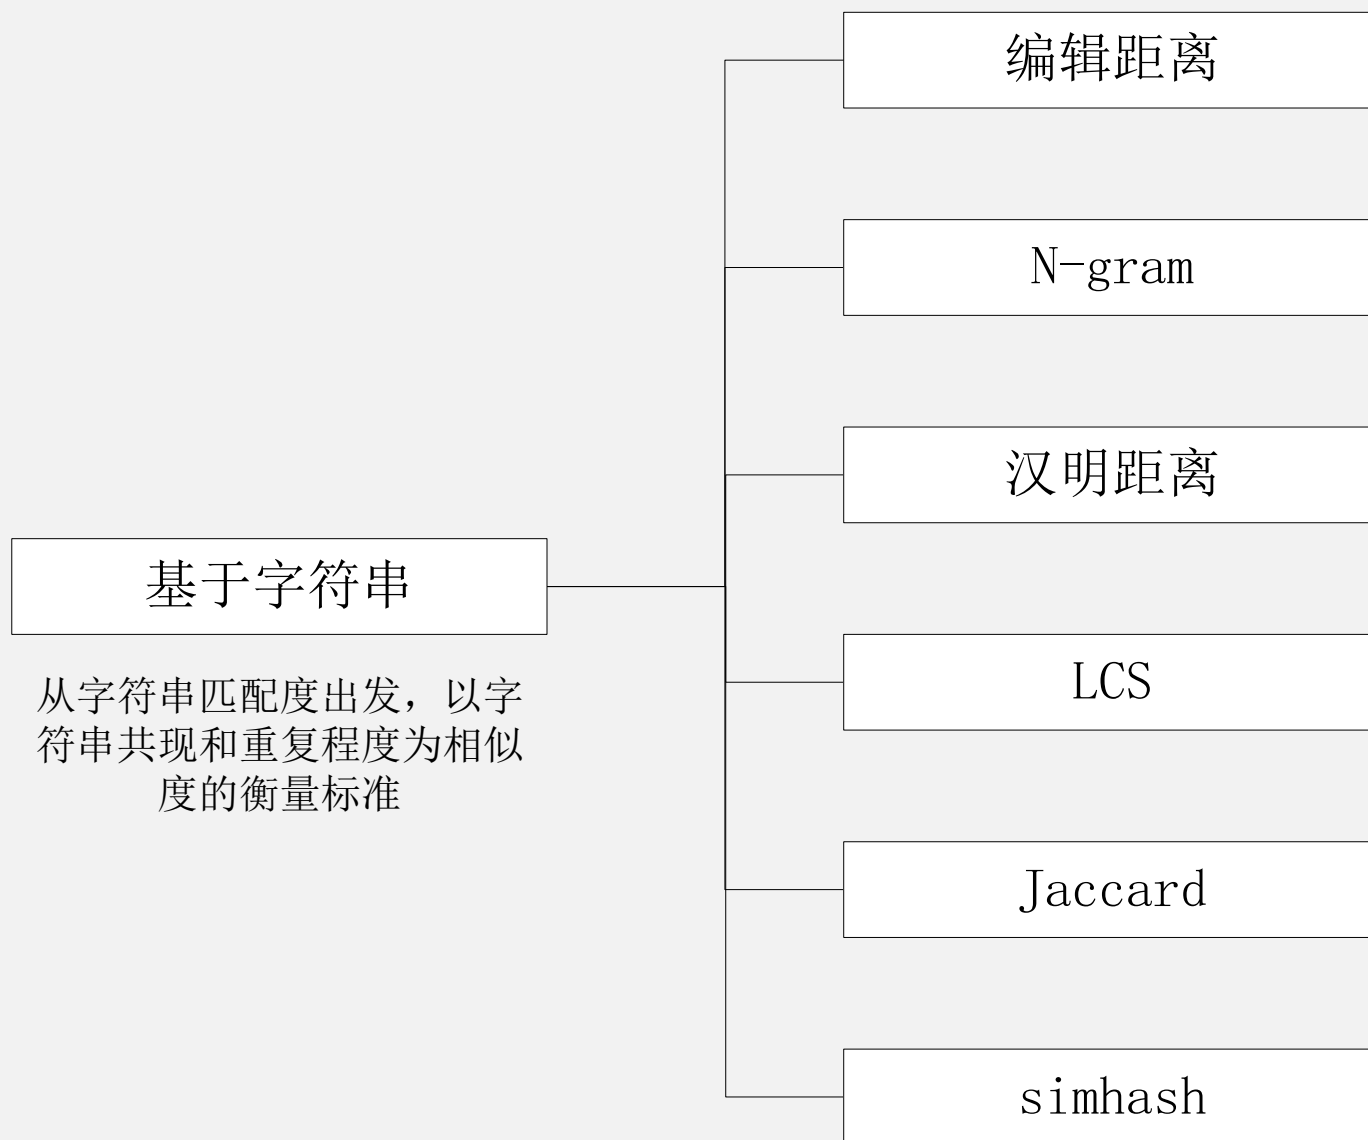 编辑距离
N-gram
汉明距离
基于字符串
从字符串匹配度出发，以字
符串共现和重复程度为相似
度的衡量标准
LCS
Jaccard
simhash